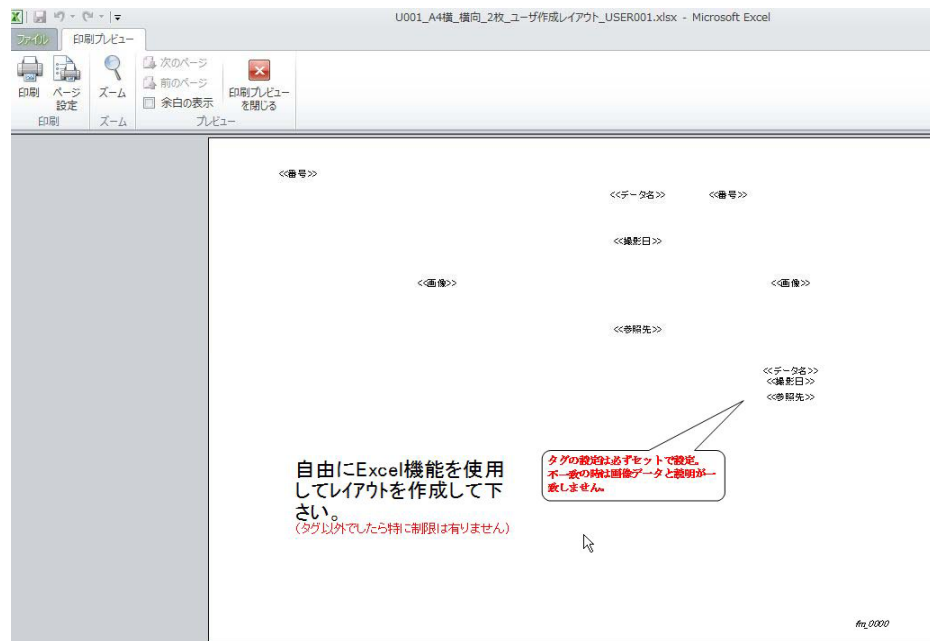 U001_A4横_横向_2枚_ユーザ作成レイアウト_USER001.xlsx - Microsoft Excel
ファイル 印刷プレビュー
印刷 ページ設定 ズーム 次のページ 前のページ 余白の表示 印刷プレビューを閉じる
印刷 ズーム プレビュー
<<番号>>
<<データ名>> <<番号>>
<<撮影日>>
<<画像>> <<画像>>
<<参照先>>
<<データ名>>
<<撮影日>>
<<参照先>>
自由にExcel機能を使用
してレイアウトを作成して下
さい。
(タグ以外でしたら特に制限は有りません)
タグの設定は必ずセットで設定。
不一致の時は画像データと説明が一
致しません。
fm_0000